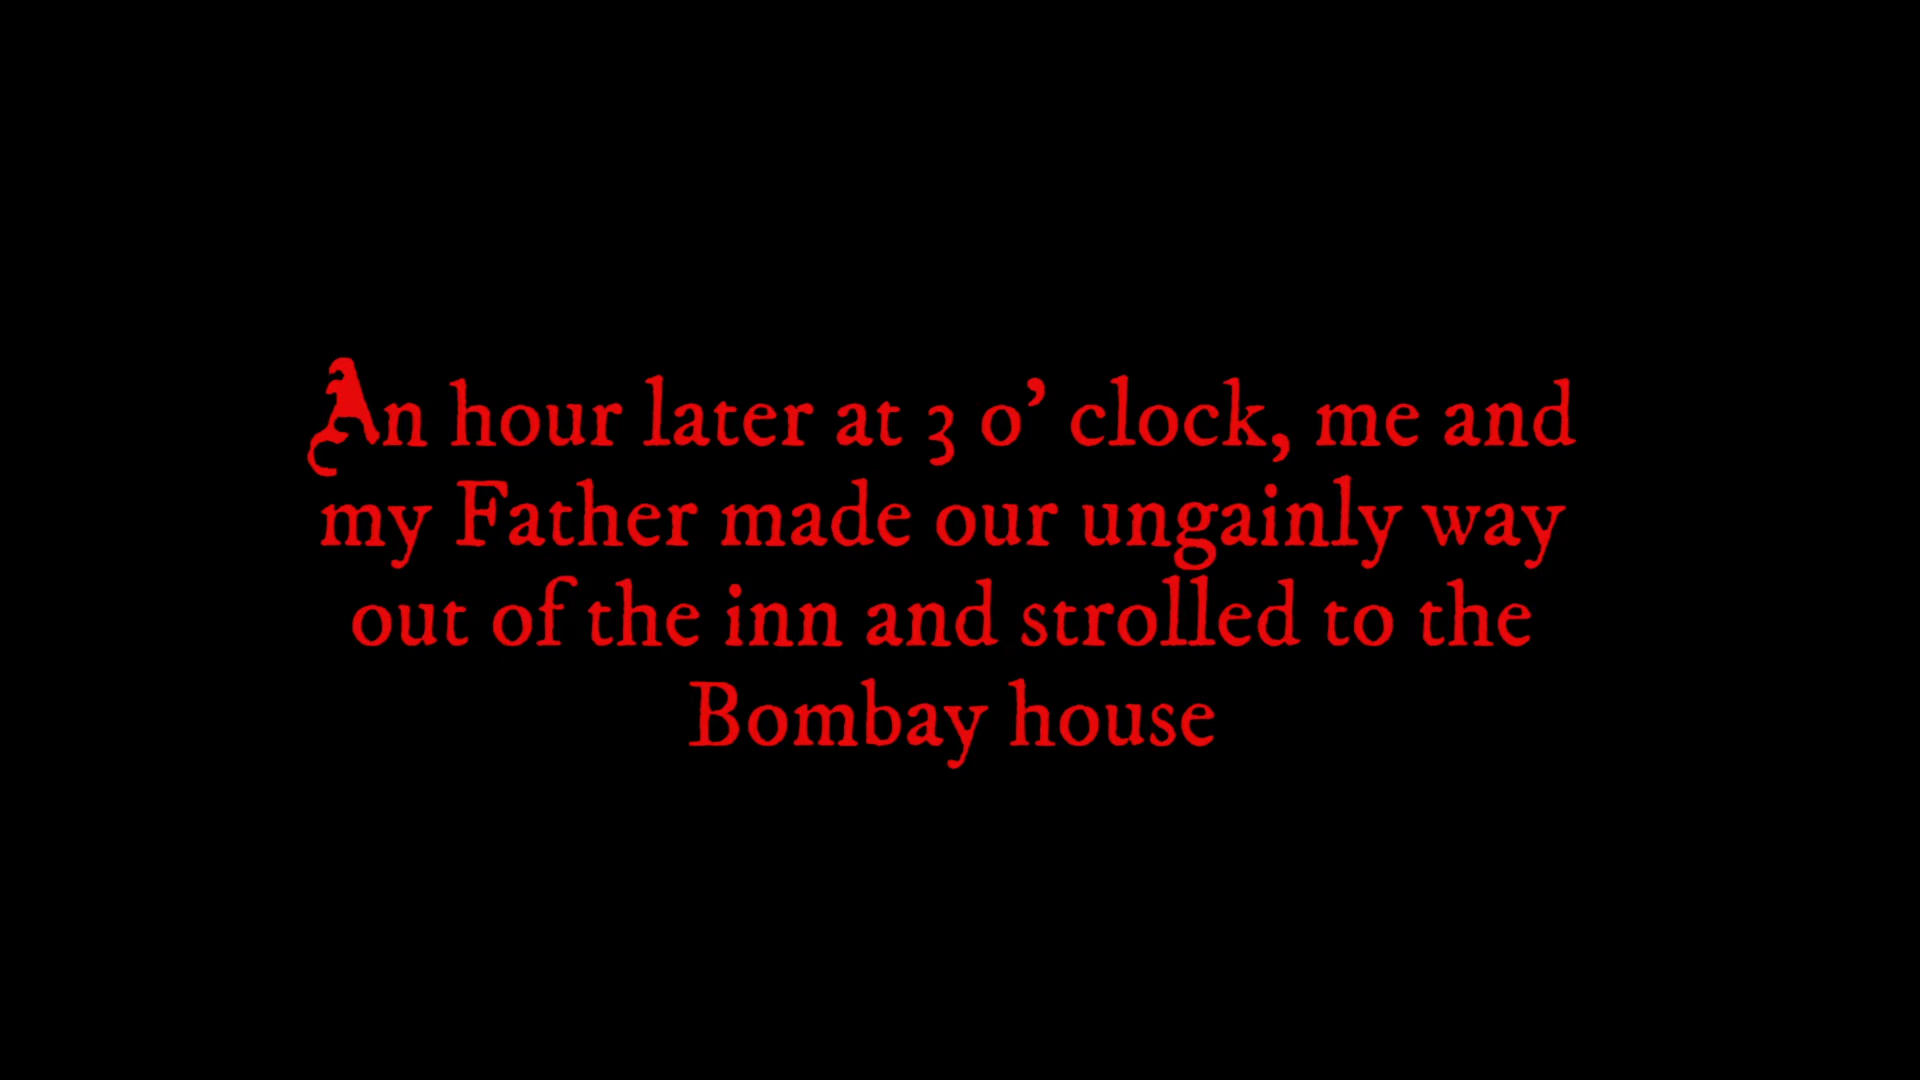 An hour later at 3 o’ clock, me and
my Father made our ungainly way
out of the inn and strolled to the
Bombay house